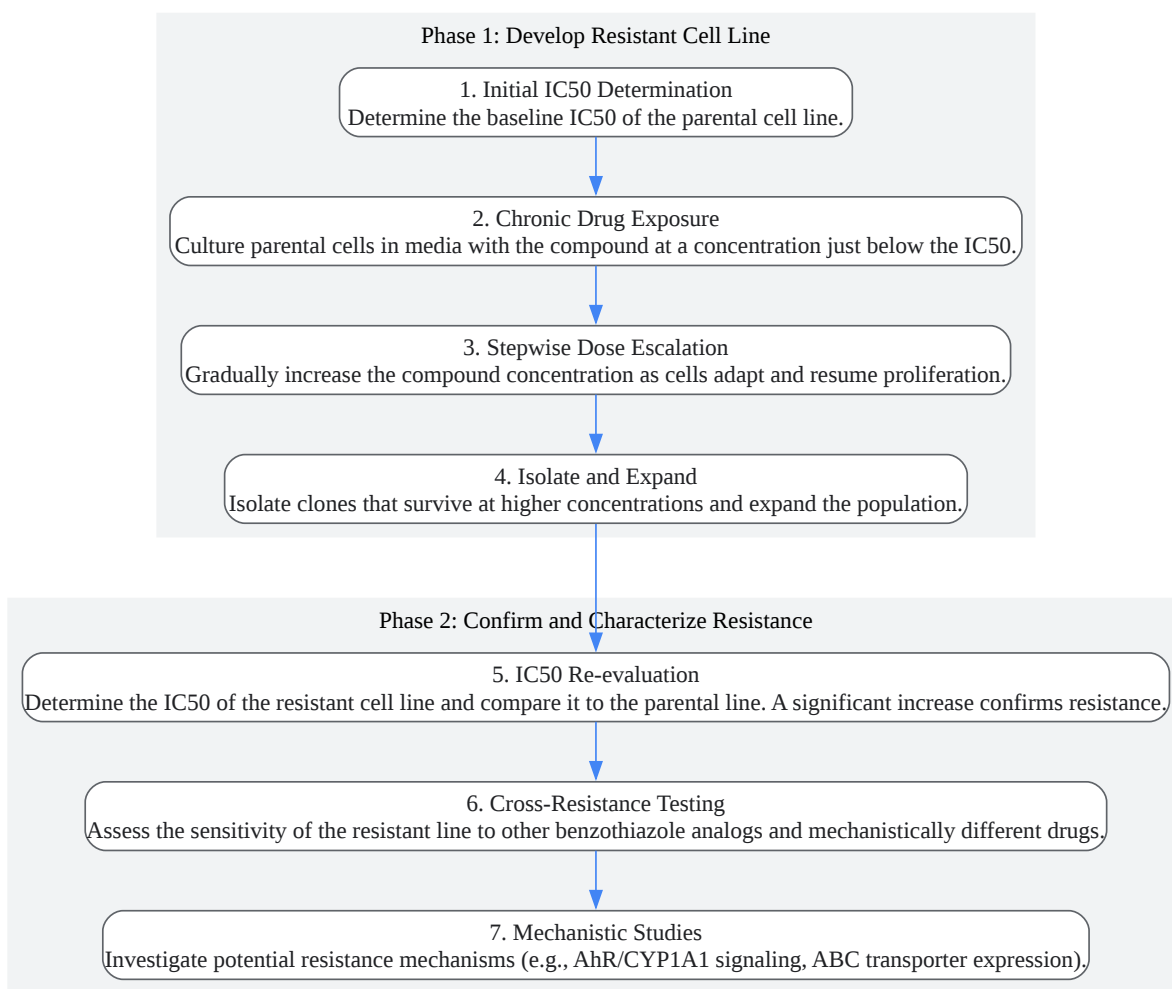 Phase 1: Develop Resistant Cell Line
1. Initial IC50 Determination
Determine the baseline IC50 of the parental cell line.
2. Chronic Drug Exposure
Culture parental cells in media with the compound at a concentration just below the IC50.
3. Stepwise Dose Escalation
Gradually increase the compound concentration as cells adapt and resume proliferation.
4. Isolate and Expand
Isolate clones that survive at higher concentrations and expand the population.
Phase 2: Confirm and Characterize Resistance
5. IC50 Re-evaluation
Determine the IC50 of the resistant cell line and compare it to the parental line. A significant increase confirms resistance.
6. Cross-Resistance Testing
Assess the sensitivity of the resistant line to other benzothiazole analogs and mechanistically different drugs.
7. Mechanistic Studies
Investigate potential resistance mechanisms (e.g., AhR/CYP1A1 signaling, ABC transporter expression).